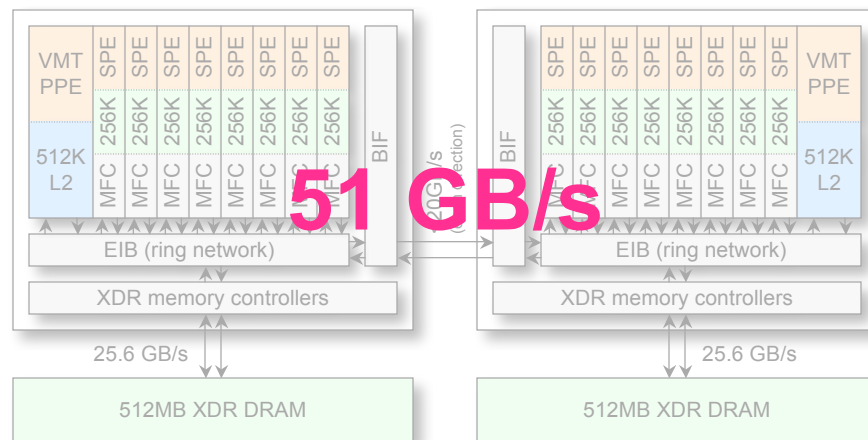 VMT PPE
512K L2
SPE SPE SPE SPE SPE SPE SPE SPE
256K 256K 256K 256K 256K 256K 256K 256K
MFC MFC MFC MFC MFC MFC MFC MFC
BIF
EIB (ring network)
XDR memory controllers
25.6 GB/s
512MB XDR DRAM
51 GB/s
BIF
SPE SPE SPE SPE SPE SPE SPE SPE
256K 256K 256K 256K 256K 256K 256K 256K
MFC MFC MFC MFC MFC MFC MFC MFC
VMT PPE
512K L2
EIB (ring network)
XDR memory controllers
25.6 GB/s
512MB XDR DRAM